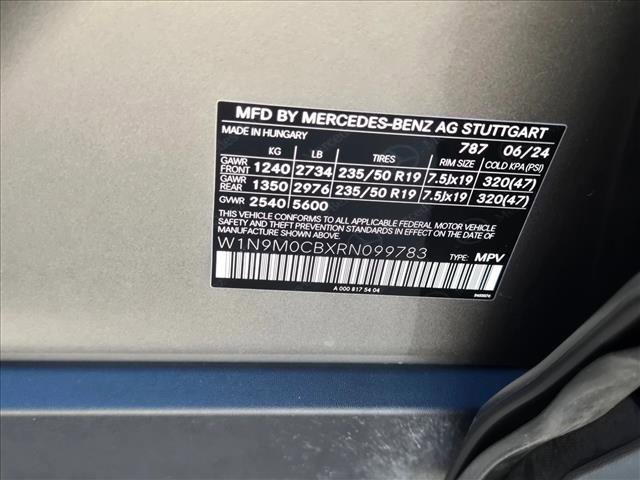 MFD BY MERCEDES-BENZ AG STUTTGART
MADE IN HUNGARY 787 06/24
KG LB TIRES RIM SIZE COLD KPA (PSI)
GAWR FRONT 1240 2734 235/50 R19 7.5Jx19 320(47)
GAWR REAR 1350 2976 235/50 R19 7.5Jx19 320(47)
GVWR 2540 5600
THIS VEHICLE CONFORMS TO ALL APPLICABLE FEDERAL MOTOR VEHICLE
SAFETY AND THEFT PREVENTION STANDARDS IN EFFECT ON THE DATE OF
MANUFACTURE SHOWN ABOVE.
W1N9M0CBXRN099783 TYPE: MPV
A 000 817 54 04